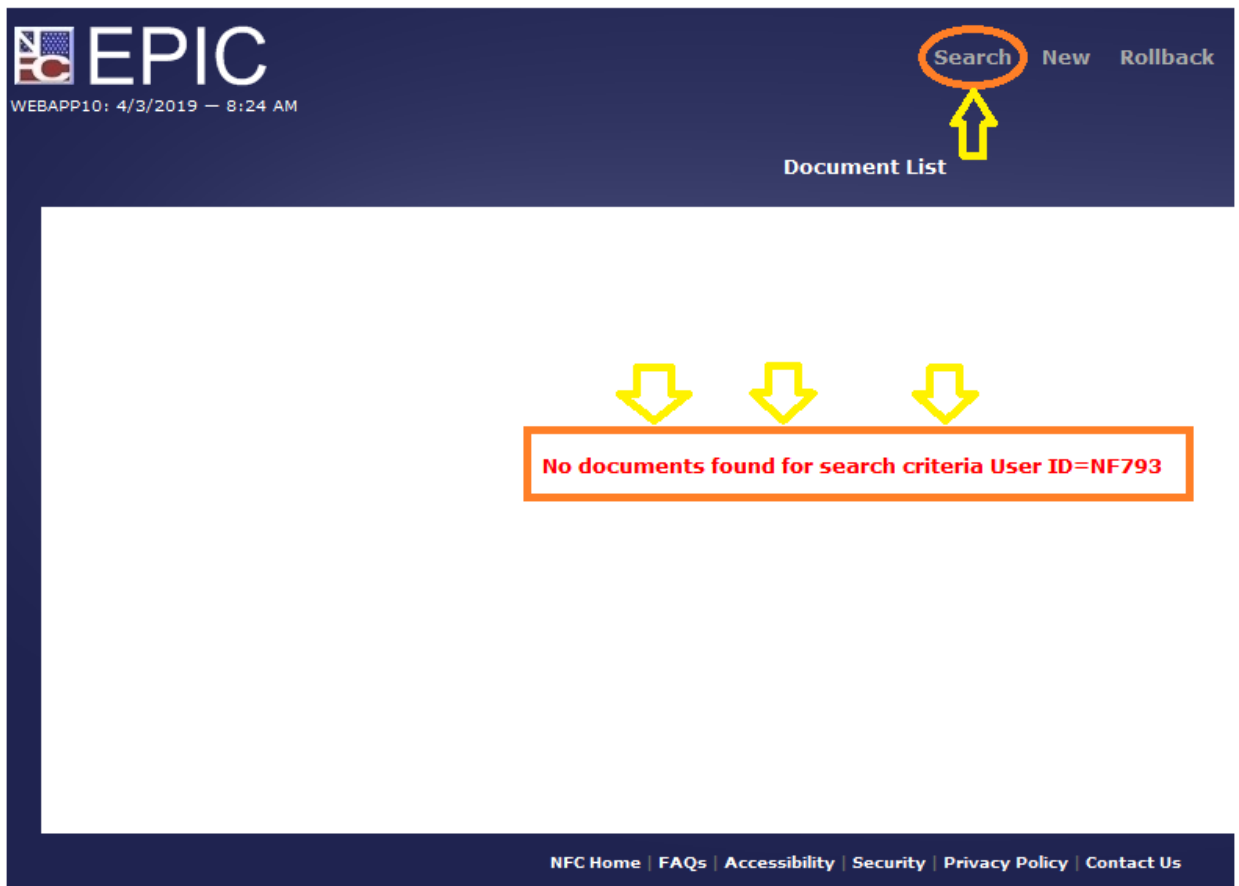 NFC EPIC
WEBAPP10: 4/3/2019 — 8:24 AM
Search New Rollback
Document List
No documents found for search criteria User ID=NF793
NFC Home | FAQs | Accessibility | Security | Privacy Policy | Contact Us